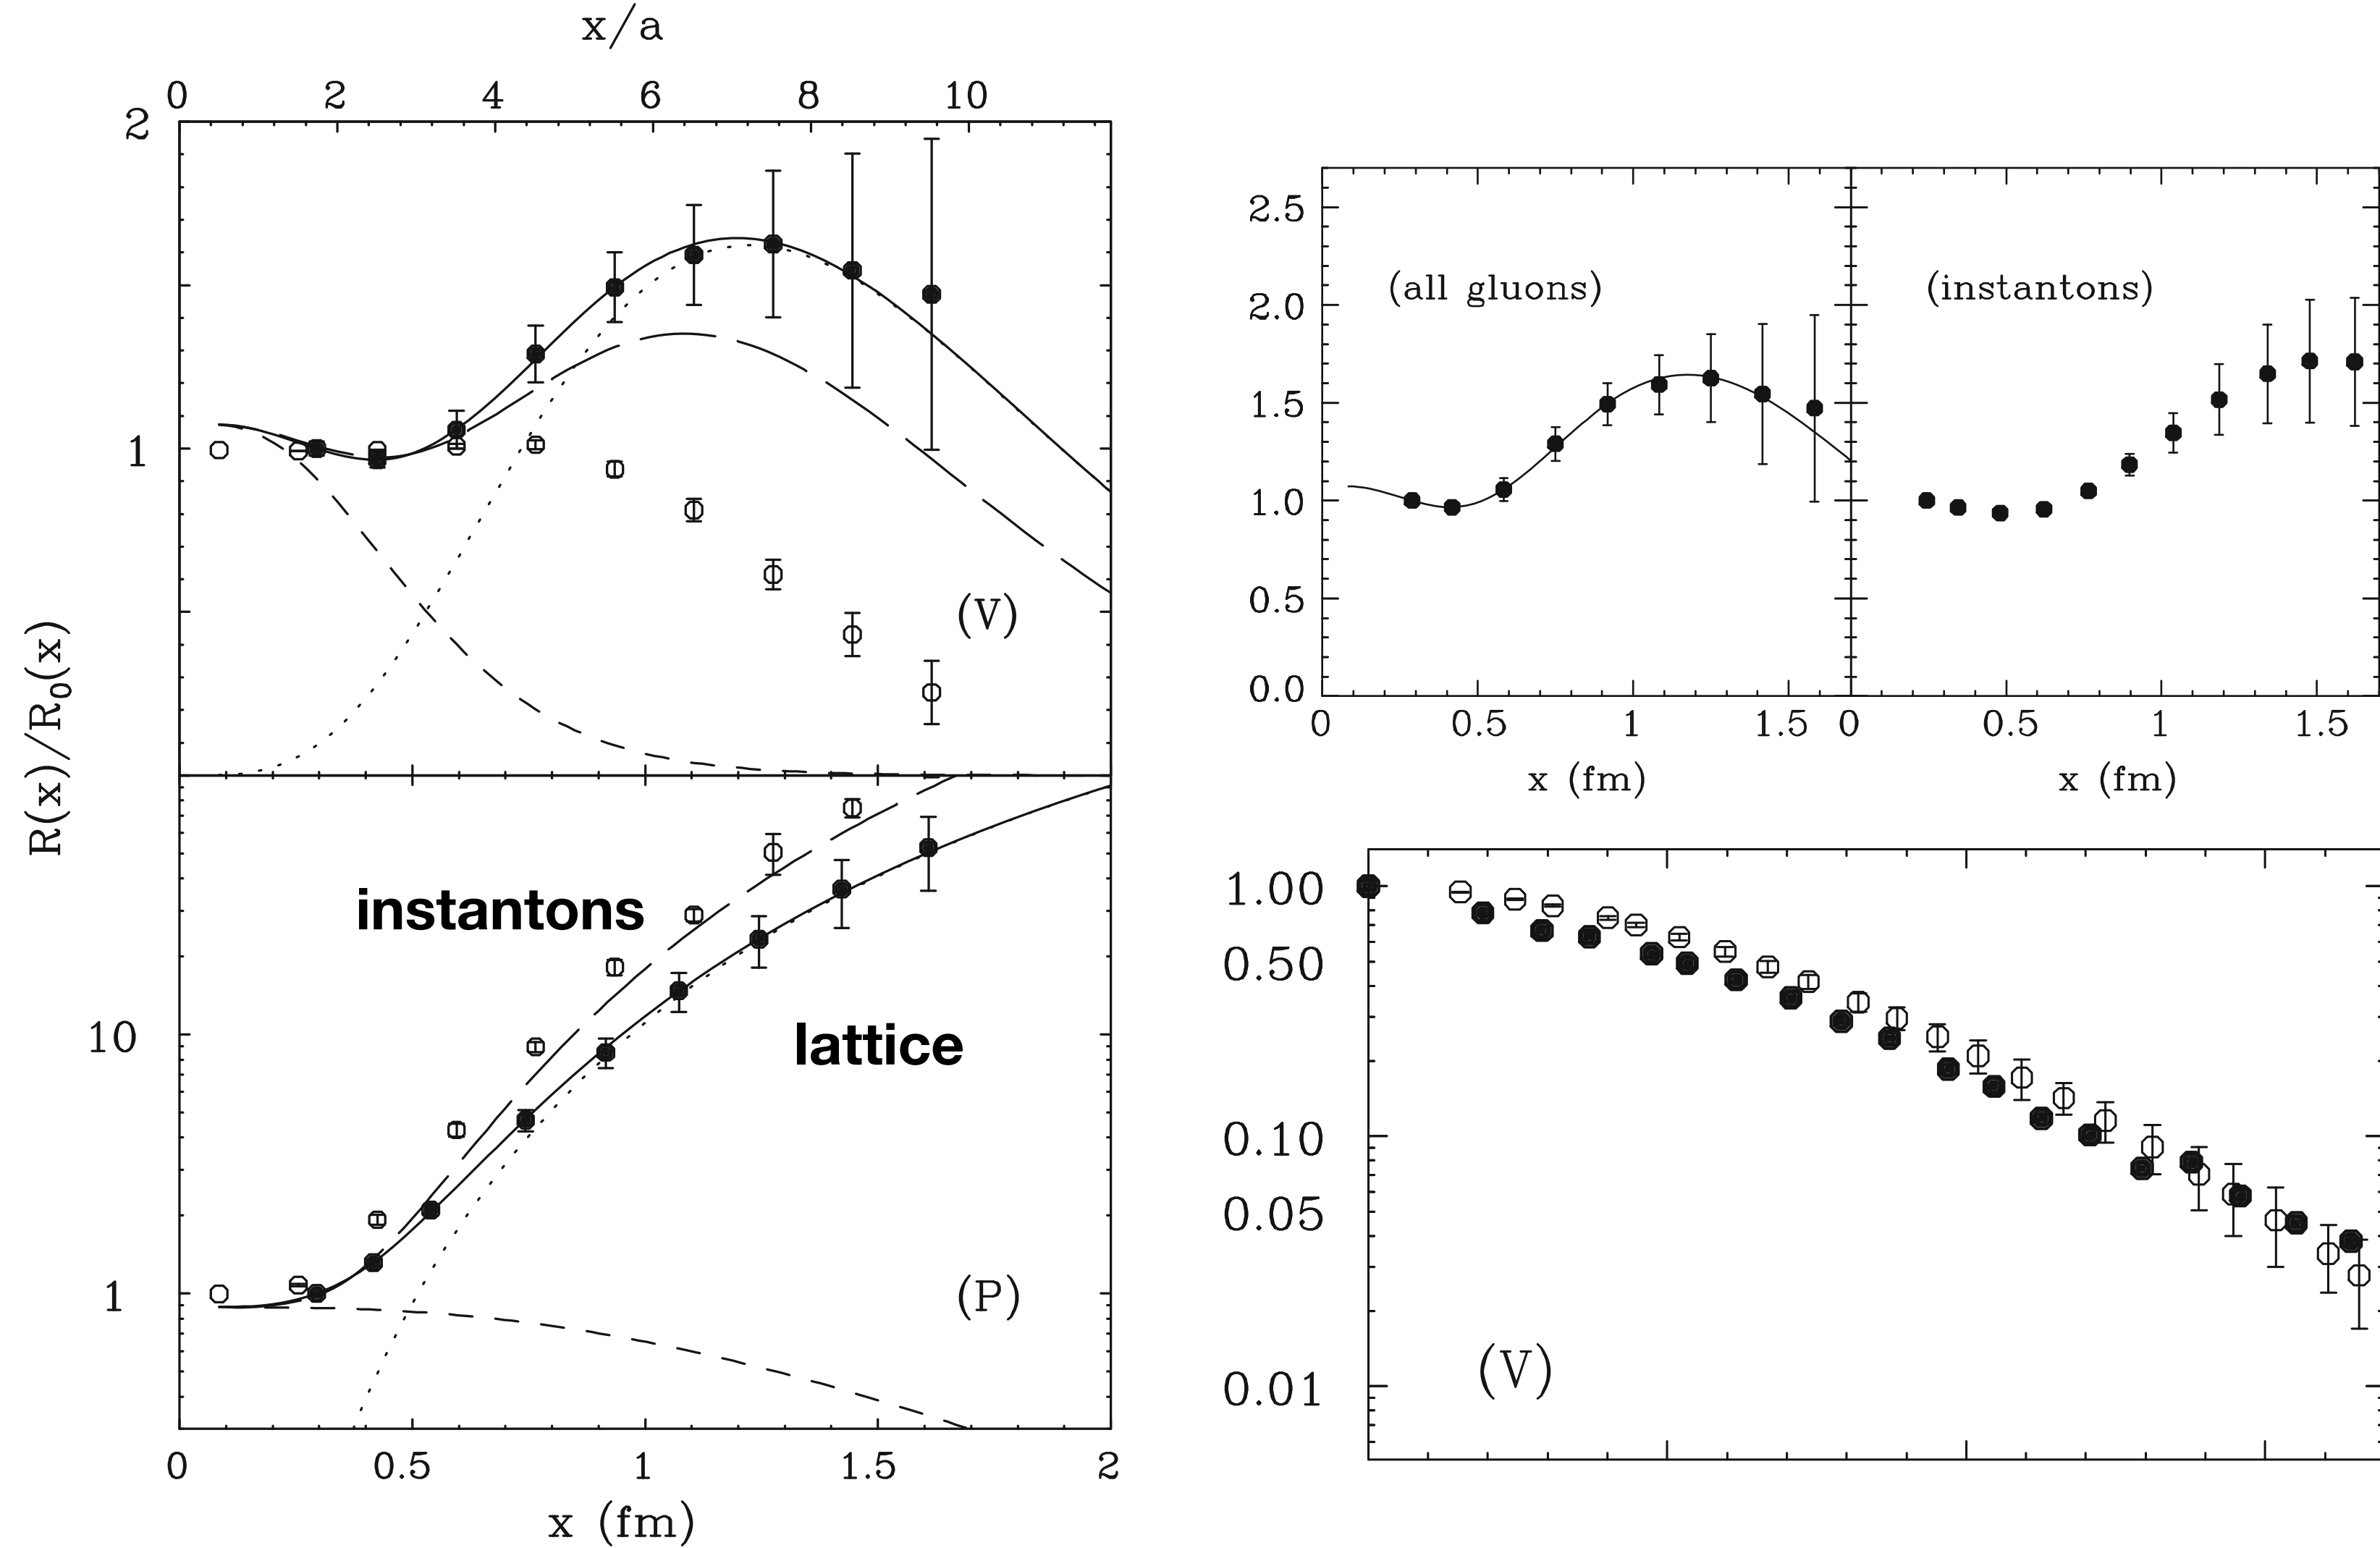 x/a
0 2 4 6 8 10
2
1
(V)
R(x)/R₀(x)
instantons
10
lattice
1
(P)
0 0.5 1 1.5 2
x (fm)
2.5
(all gluons) (instantons)
2.0
1.5
1.0
0.5
0.0
0 0.5 1 1.5 0 0.5 1 1.5
x (fm) x (fm)
1.00
0.50
0.10
0.05
(V)
0.01